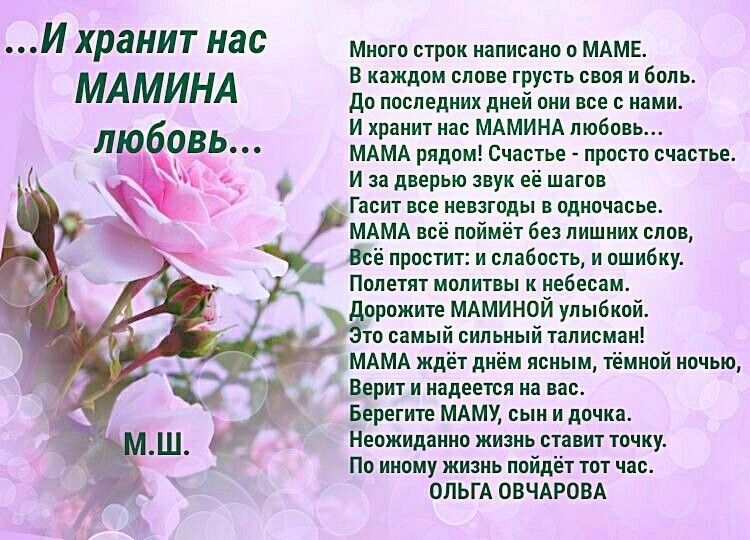 ...И хранит нас
МАМИНА
любовь...
Много строк написано о МАМЕ.
В каждом слове грусть своя и боль.
До последних дней они все с нами.
И хранит нас МАМИНА любовь...
МАМА рядом! Счастье - просто счастье.
И за дверью звук её шагов
Гасит все невзгоды в одночасье.
МАМА всё поймёт без лишних слов,
Всё простит: и слабость, и ошибку.
Полетят молитвы к небесам.
Дорожите МАМИНОЙ улыбкой.
Это самый сильный талисман!
МАМА ждёт днём ясным, тёмной ночью,
Верит и надеется на вас.
Берегите МАМУ, сын и дочка.
Неожиданно жизнь ставит точку.
По иному жизнь пойдёт тот час.
ОЛЬГА ОВЧАРОВА
М.Ш.